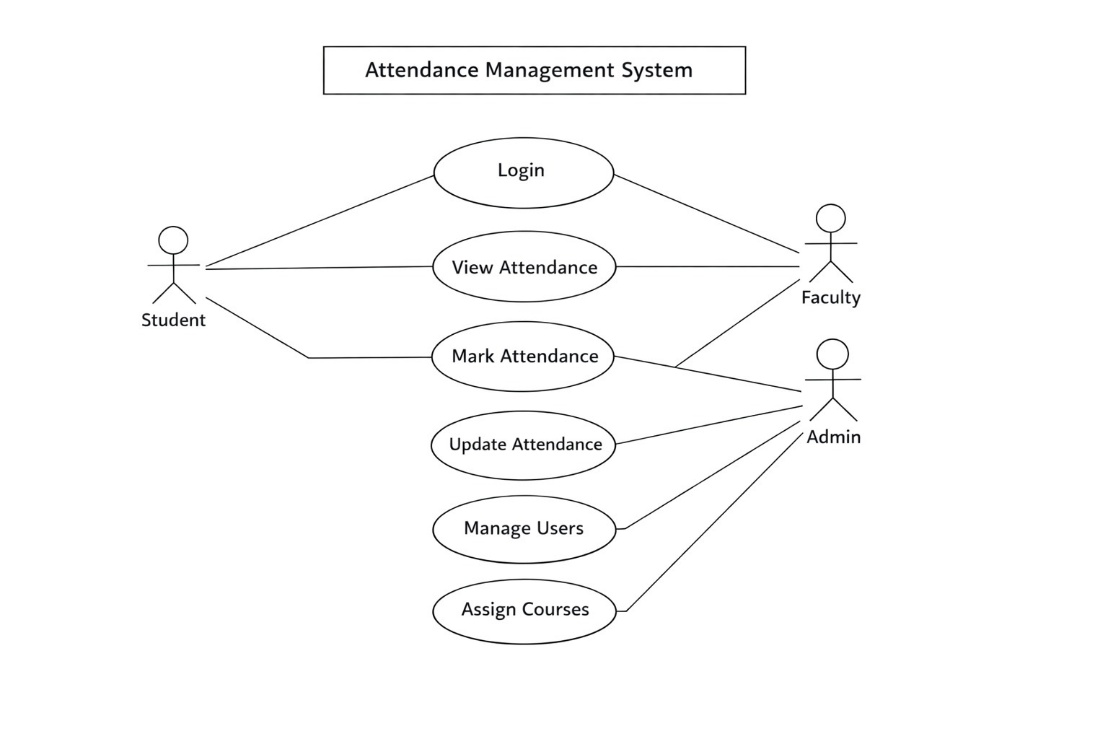 Attendance Management System
Login
View Attendance
Faculty
Student
Mark Attendance
Admin
Update Attendance
Manage Users
Assign Courses